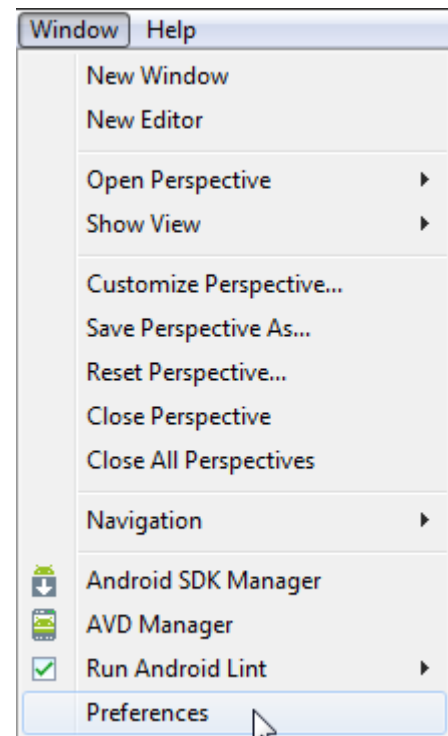 Window Help
New Window
New Editor
Open Perspective
Show View
Customize Perspective...
Save Perspective As...
Reset Perspective...
Close Perspective
Close All Perspectives
Navigation
Android SDK Manager
AVD Manager
Run Android Lint
Preferences